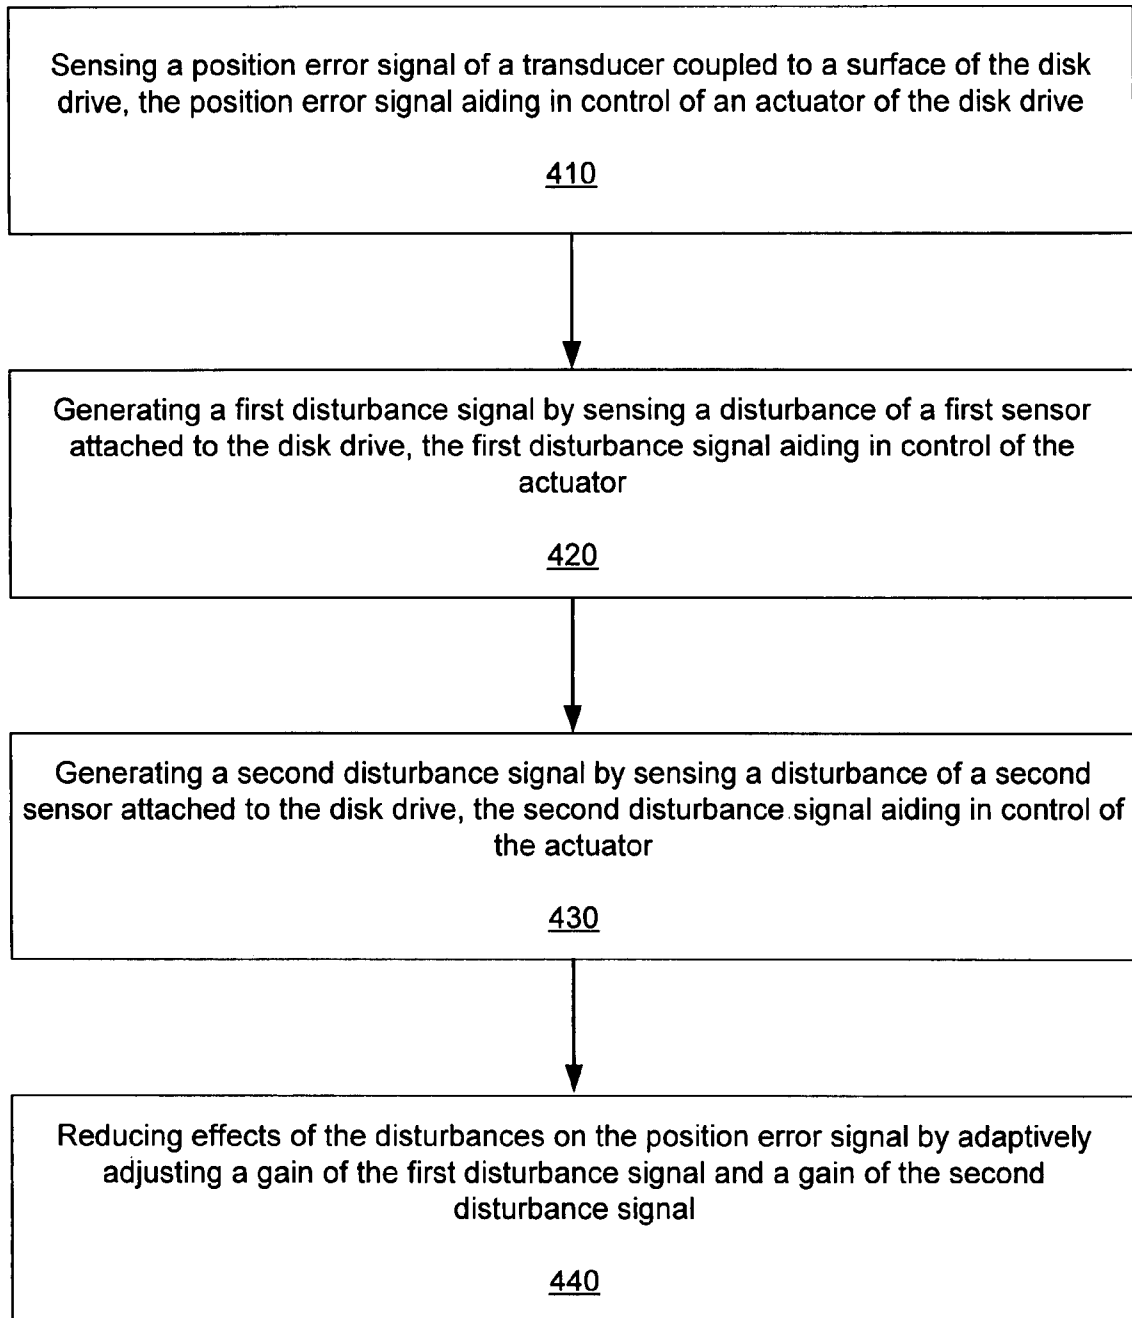 Sensing a position error signal of a transducer coupled to a surface of the disk
drive, the position error signal aiding in control of an actuator of the disk drive
410
Generating a first disturbance signal by sensing a disturbance of a first sensor
attached to the disk drive, the first disturbance signal aiding in control of the
actuator
420
Generating a second disturbance signal by sensing a disturbance of a second
sensor attached to the disk drive, the second disturbance signal aiding in control of
the actuator
430
Reducing effects of the disturbances on the position error signal by adaptively
adjusting a gain of the first disturbance signal and a gain of the second
disturbance signal
440